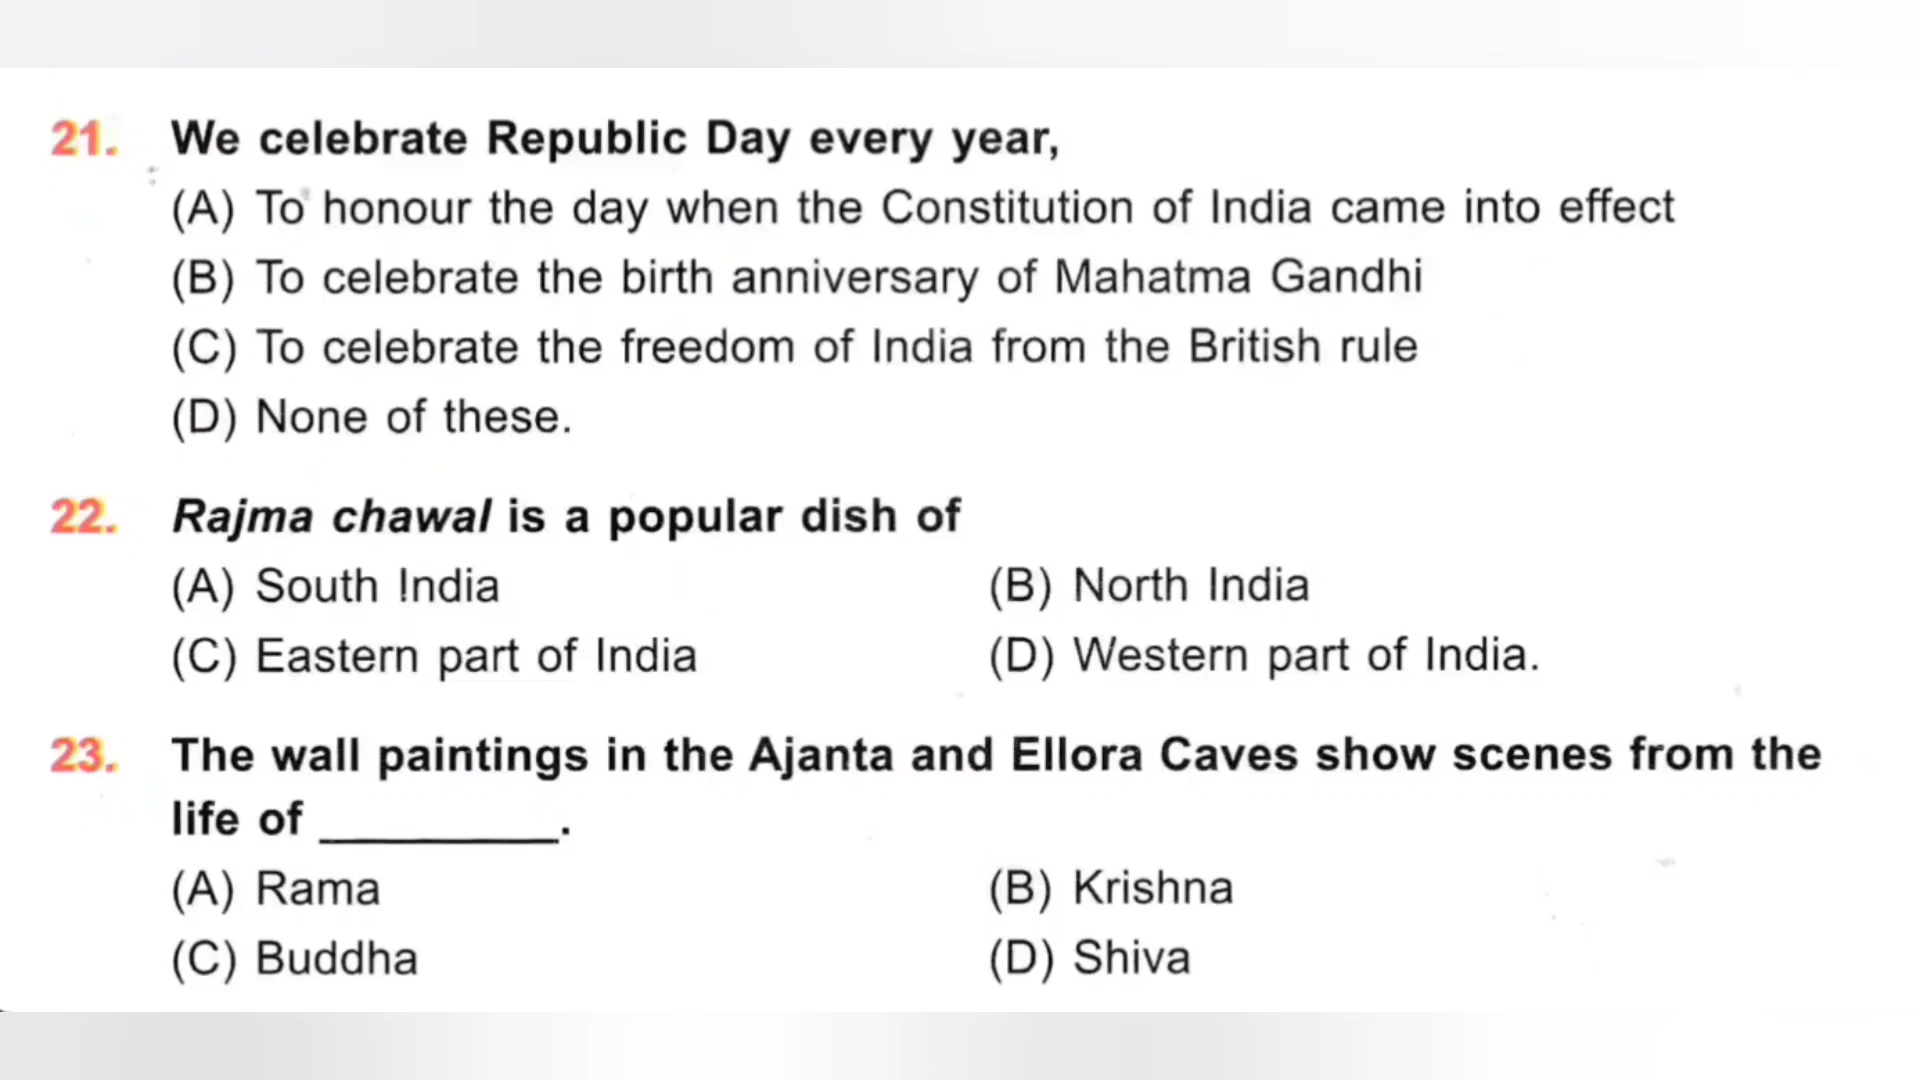 21. We celebrate Republic Day every year,
(A) To honour the day when the Constitution of India came into effect
(B) To celebrate the birth anniversary of Mahatma Gandhi
(C) To celebrate the freedom of India from the British rule
(D) None of these.
22. Rajma chawal is a popular dish of
(A) South India (B) North India
(C) Eastern part of India (D) Western part of India.
23. The wall paintings in the Ajanta and Ellora Caves show scenes from the
life of __________.
(A) Rama (B) Krishna
(C) Buddha (D) Shiva